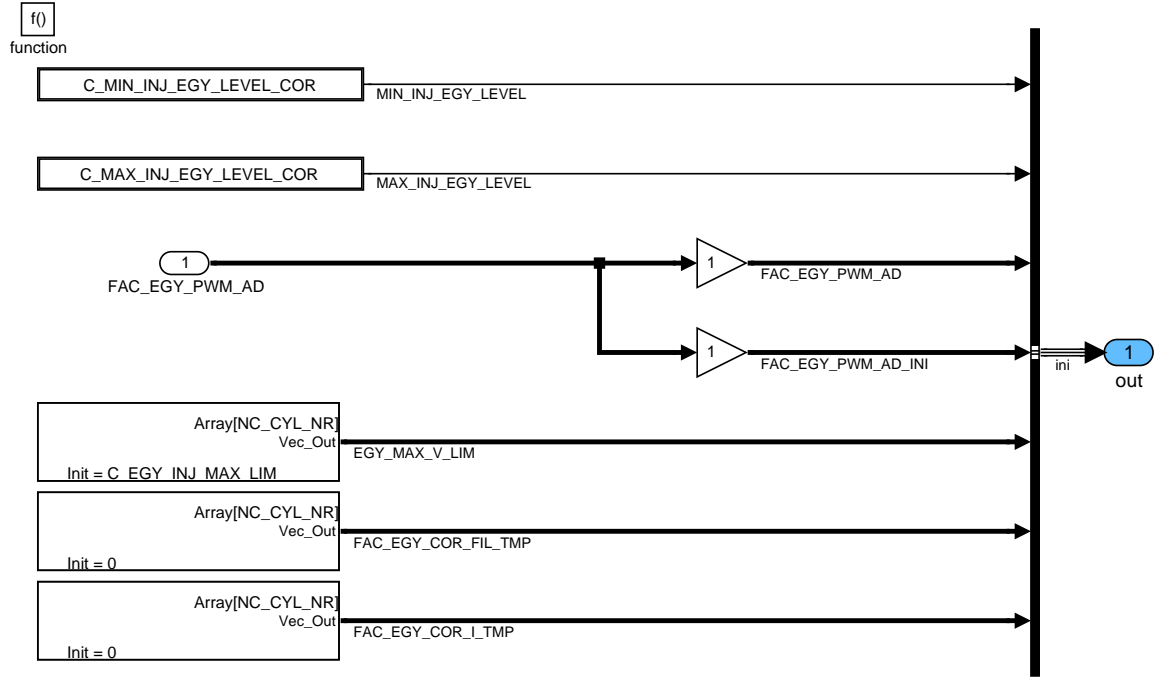 f()
function
C_MIN_INJ_EGY_LEVEL_COR
MIN_INJ_EGY_LEVEL
C_MAX_INJ_EGY_LEVEL_COR
MAX_INJ_EGY_LEVEL
1
FAC_EGY_PWM_AD
1
FAC_EGY_PWM_AD
1
FAC_EGY_PWM_AD_INI
ini
1
out
Array[NC_CYL_NR]
Vec_Out
Init = C_EGY_INJ_MAX_LIM
EGY_MAX_V_LIM
Array[NC_CYL_NR]
Vec_Out
Init = 0
FAC_EGY_COR_FIL_TMP
Array[NC_CYL_NR]
Vec_Out
Init = 0
FAC_EGY_COR_I_TMP